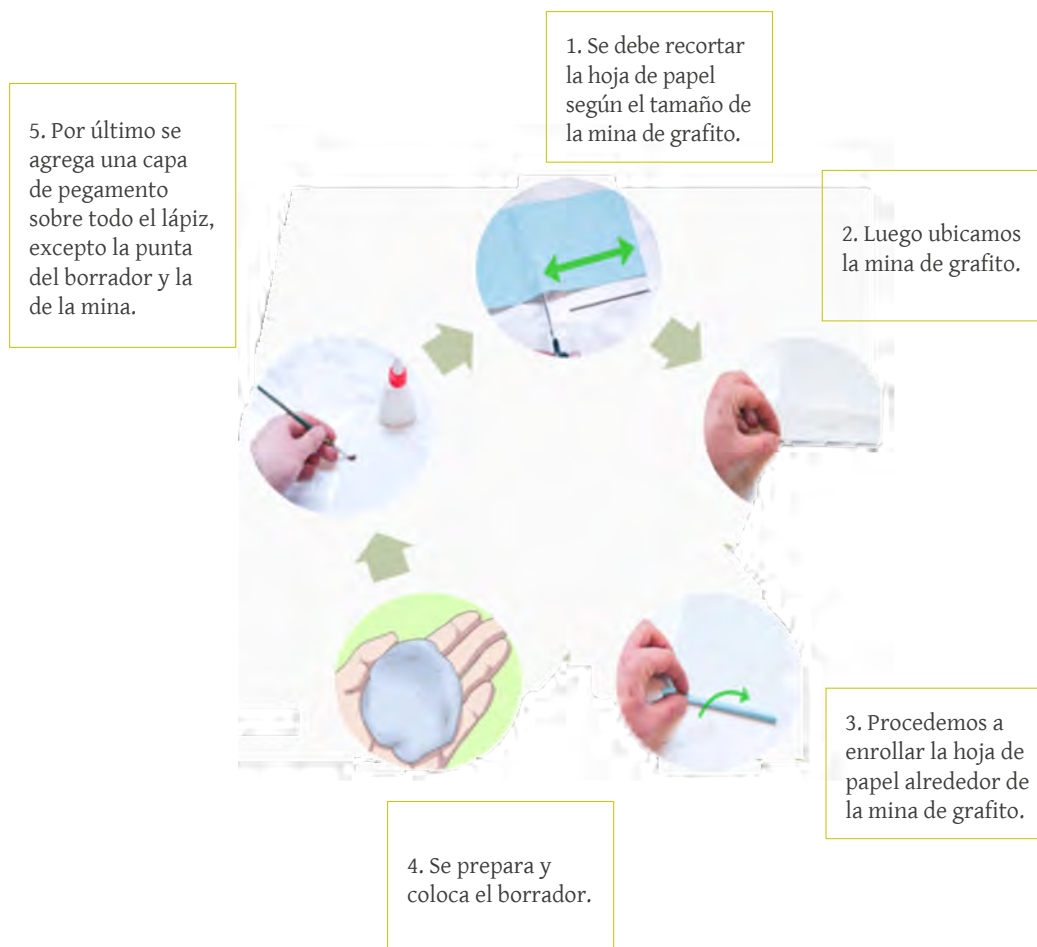 1. Se debe recortar
la hoja de papel
según el tamaño de
la mina de grafito.
2. Luego ubicamos
la mina de grafito.
3. Procedemos a
enrollar la hoja de
papel alrededor de
la mina de grafito.
4. Se prepara y
coloca el borrador.
5. Por último se
agrega una capa
de pegamento
sobre todo el lápiz,
excepto la punta
del borrador y la
de la mina.